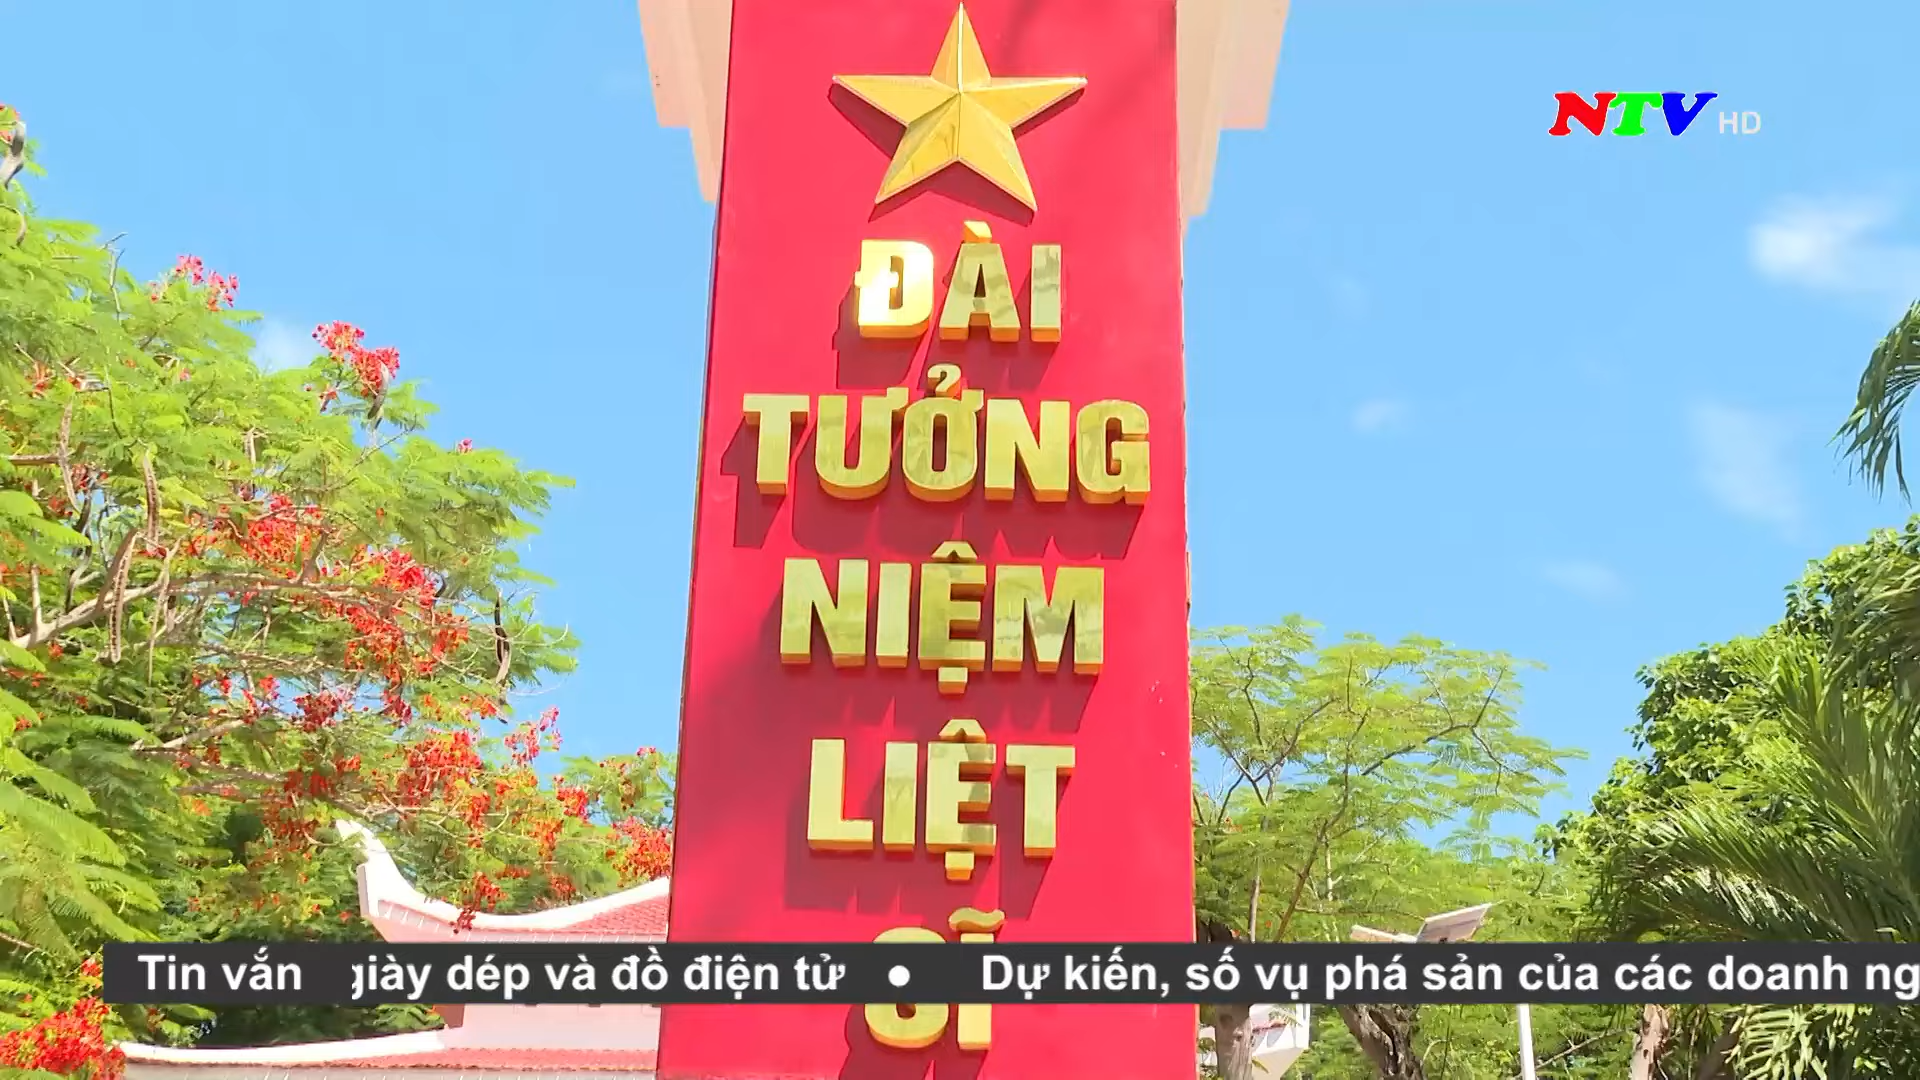 NTV HD
ĐÀI
TƯỞNG
NIỆM
LIỆT
SĨ
Tin vắn giày dép và đồ điện tử • Dự kiến, số vụ phá sản của các doanh